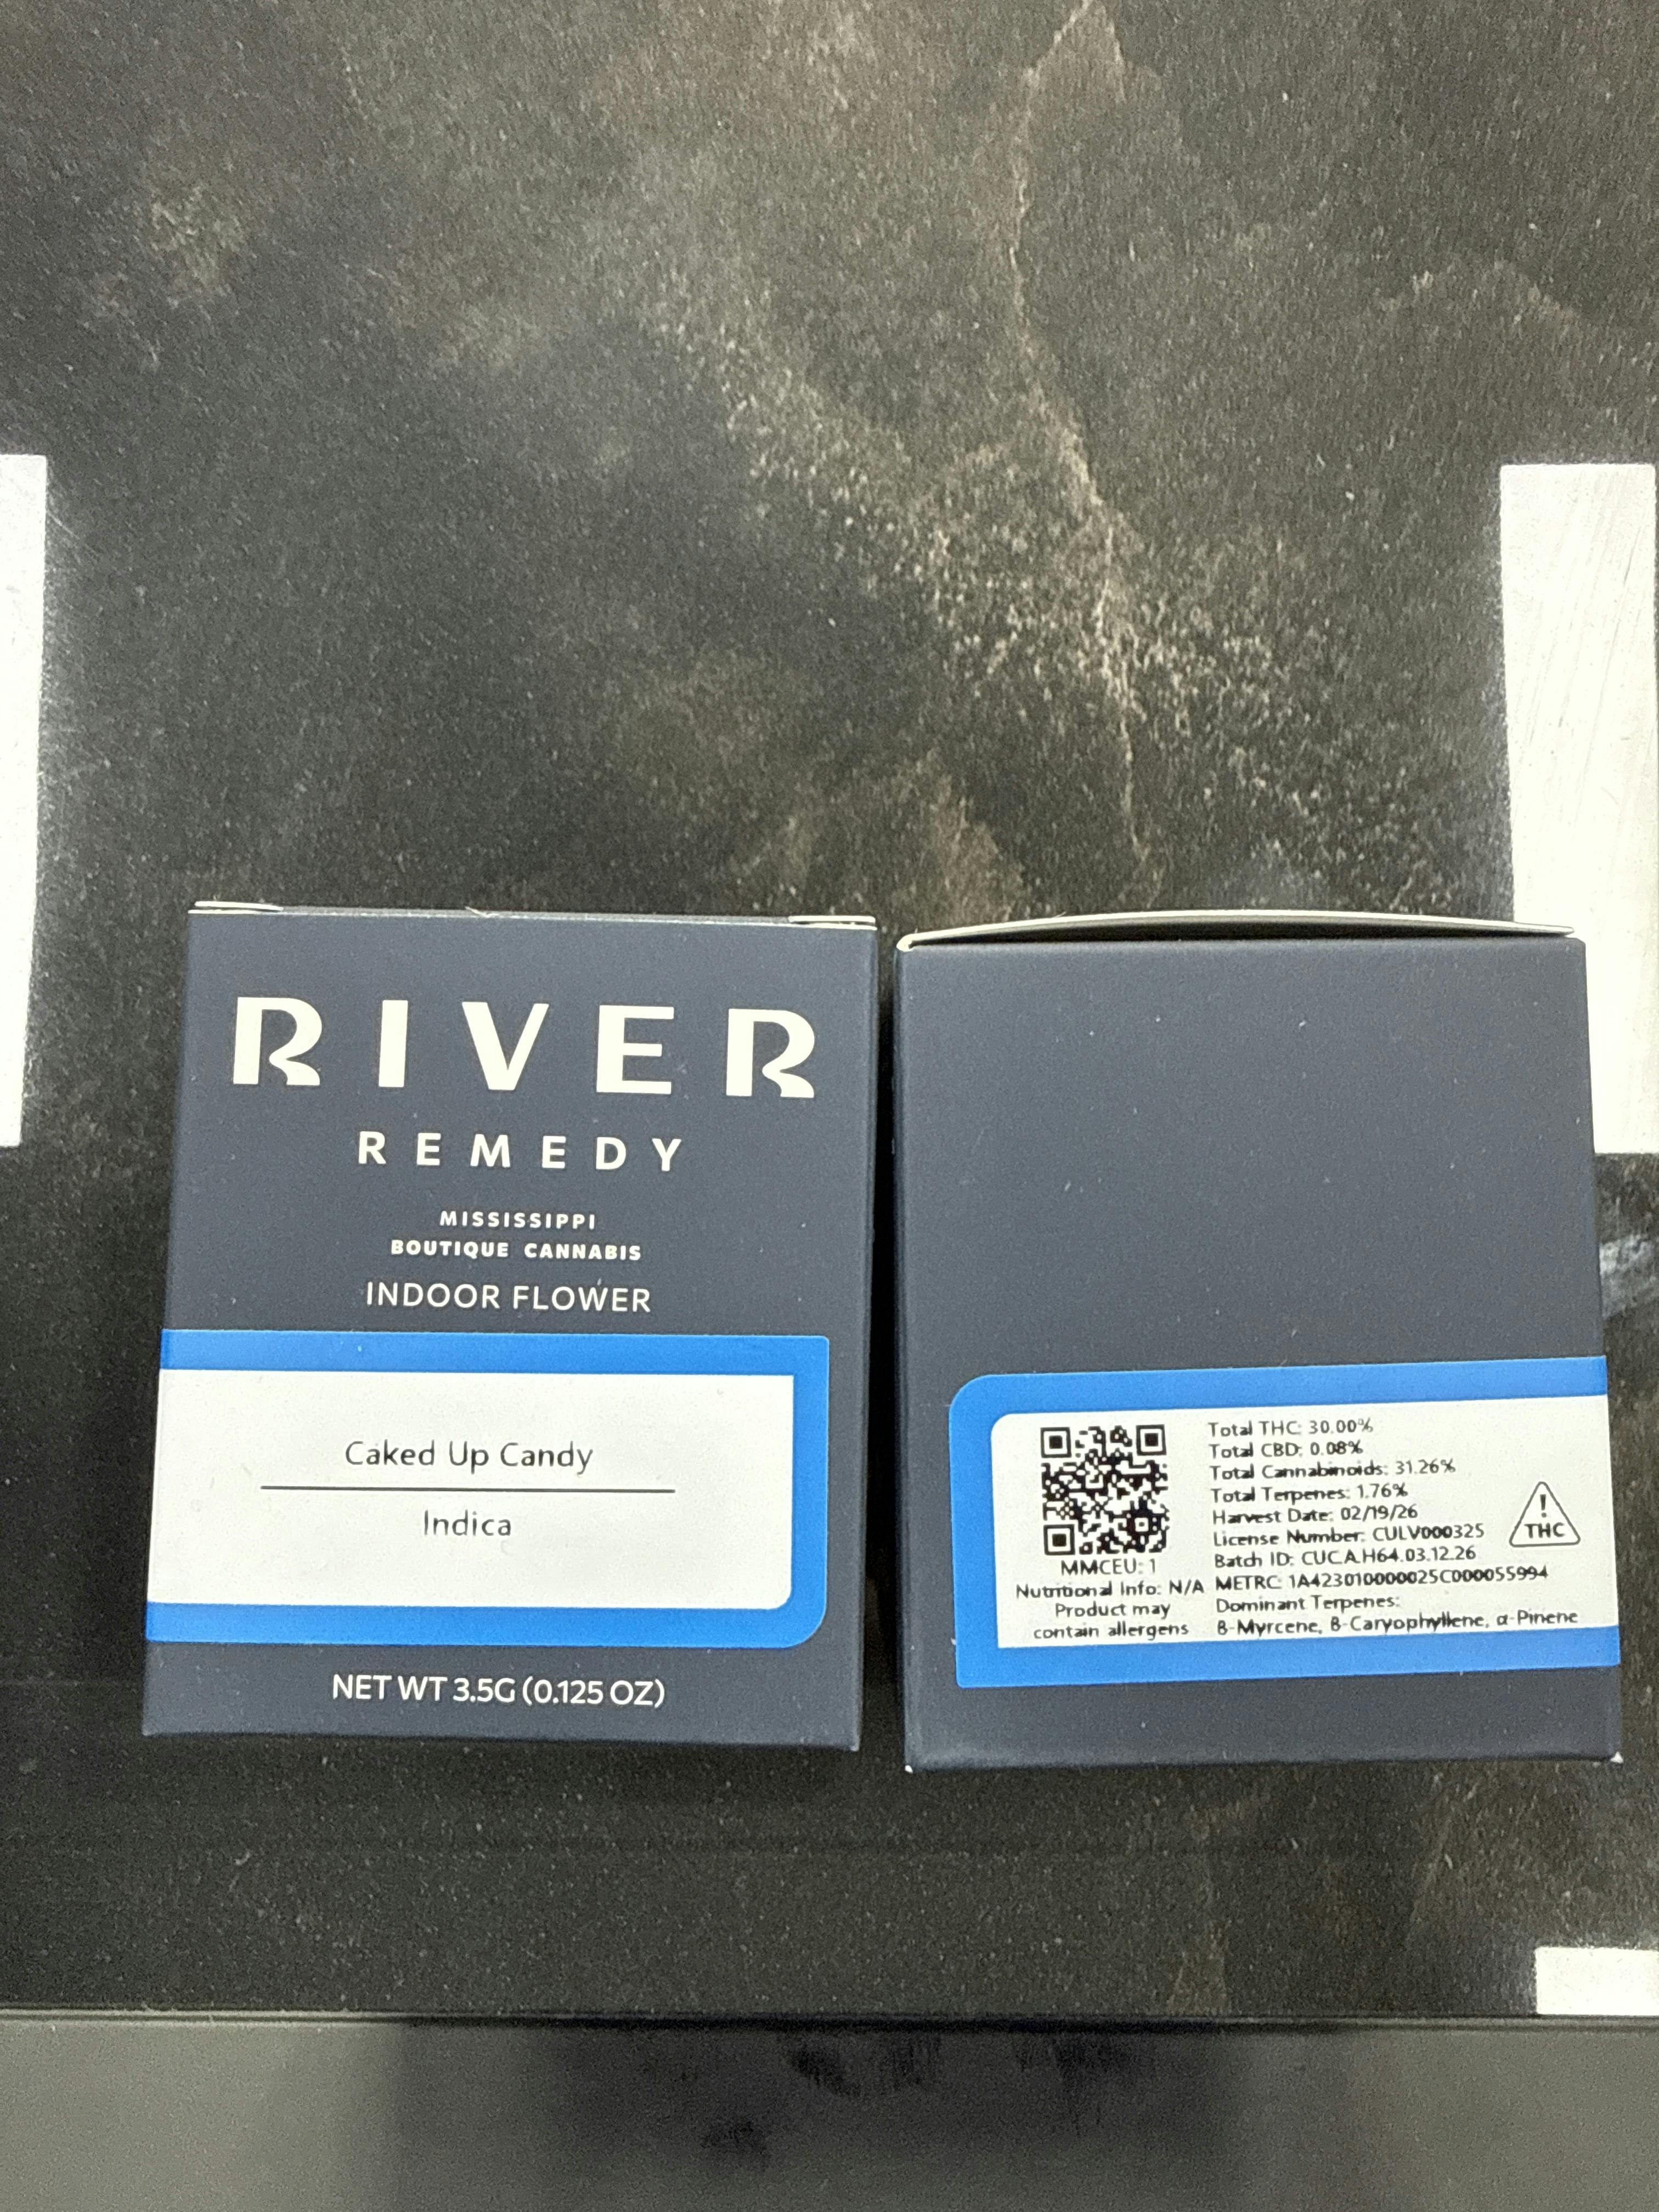 RIVER
REMEDY
MISSISSIPPI
BOUTIQUE CANNABIS
INDOOR FLOWER
Caked Up Candy
Indica
NET WT 3.5G (0.125 OZ)
MMCEU: 1
Nutritional Info: N/A
Product may
contain allergens
Total THC: 30.00%
Total CBD: 0.08%
Total Cannabinoids: 31.26%
Total Terpenes: 1.76%
Harvest Date: 02/19/26
License Number: CULV000325
Batch ID: CUC.A.H64.03.12.26
METRC: 1A4230100000025C000055994
Dominant Terpenes:
B-Myrcene, B-Caryophyllene, α-Pinene
!
THC